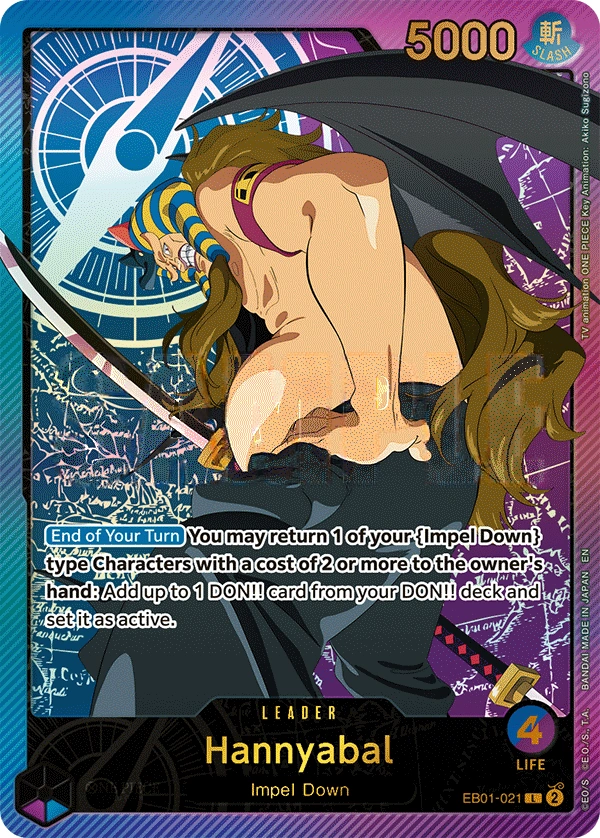 5000
斬
SLASH
TV animation ONE PIECE Key Animation: Akiko Sugizono
End of Your Turn You may return 1 of your {Impel Down}
type Characters with a cost of 2 or more to the owner's
hand: Add up to 1 DON!! card from your DON!! deck and
set it as active.
LEADER
Hannyabal
Impel Down
4
LIFE
ONE PIECE
EB01-021 L 2
©E.O/S ©E.O./S., T.A. BANDAI MADE IN JAPAN EN